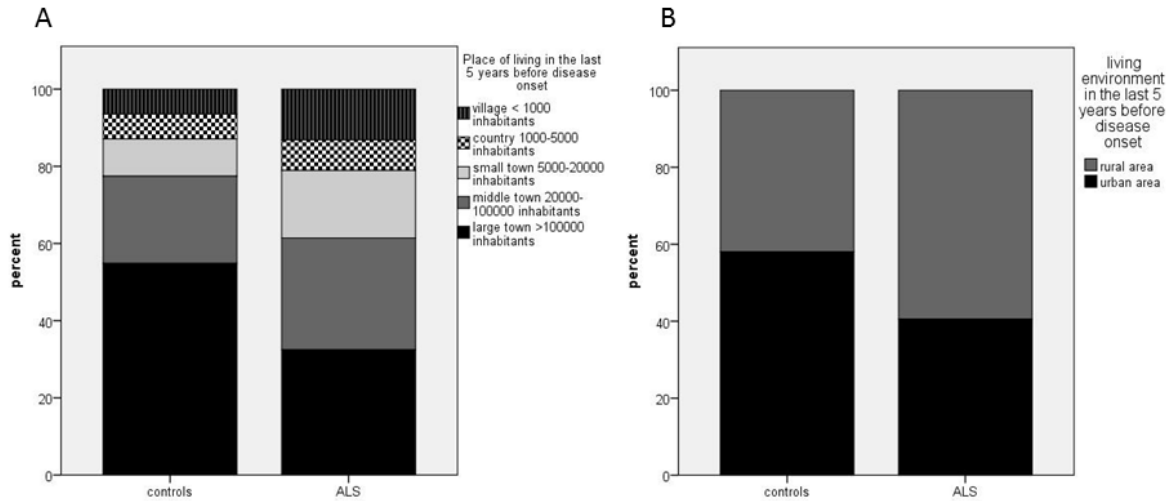 A
100
80
60
40
20
0
percent
controls
ALS
Place of living in the last
5 years before disease
onset
village < 1000
inhabitants
country 1000-5000
inhabitants
small town 5000-20000
inhabitants
middle town 20000-
100000 inhabitants
large town >100000
inhabitants
B
100
80
60
40
20
0
percent
controls
ALS
living
environment
in the last 5
years before
disease
onset
rural area
urban area